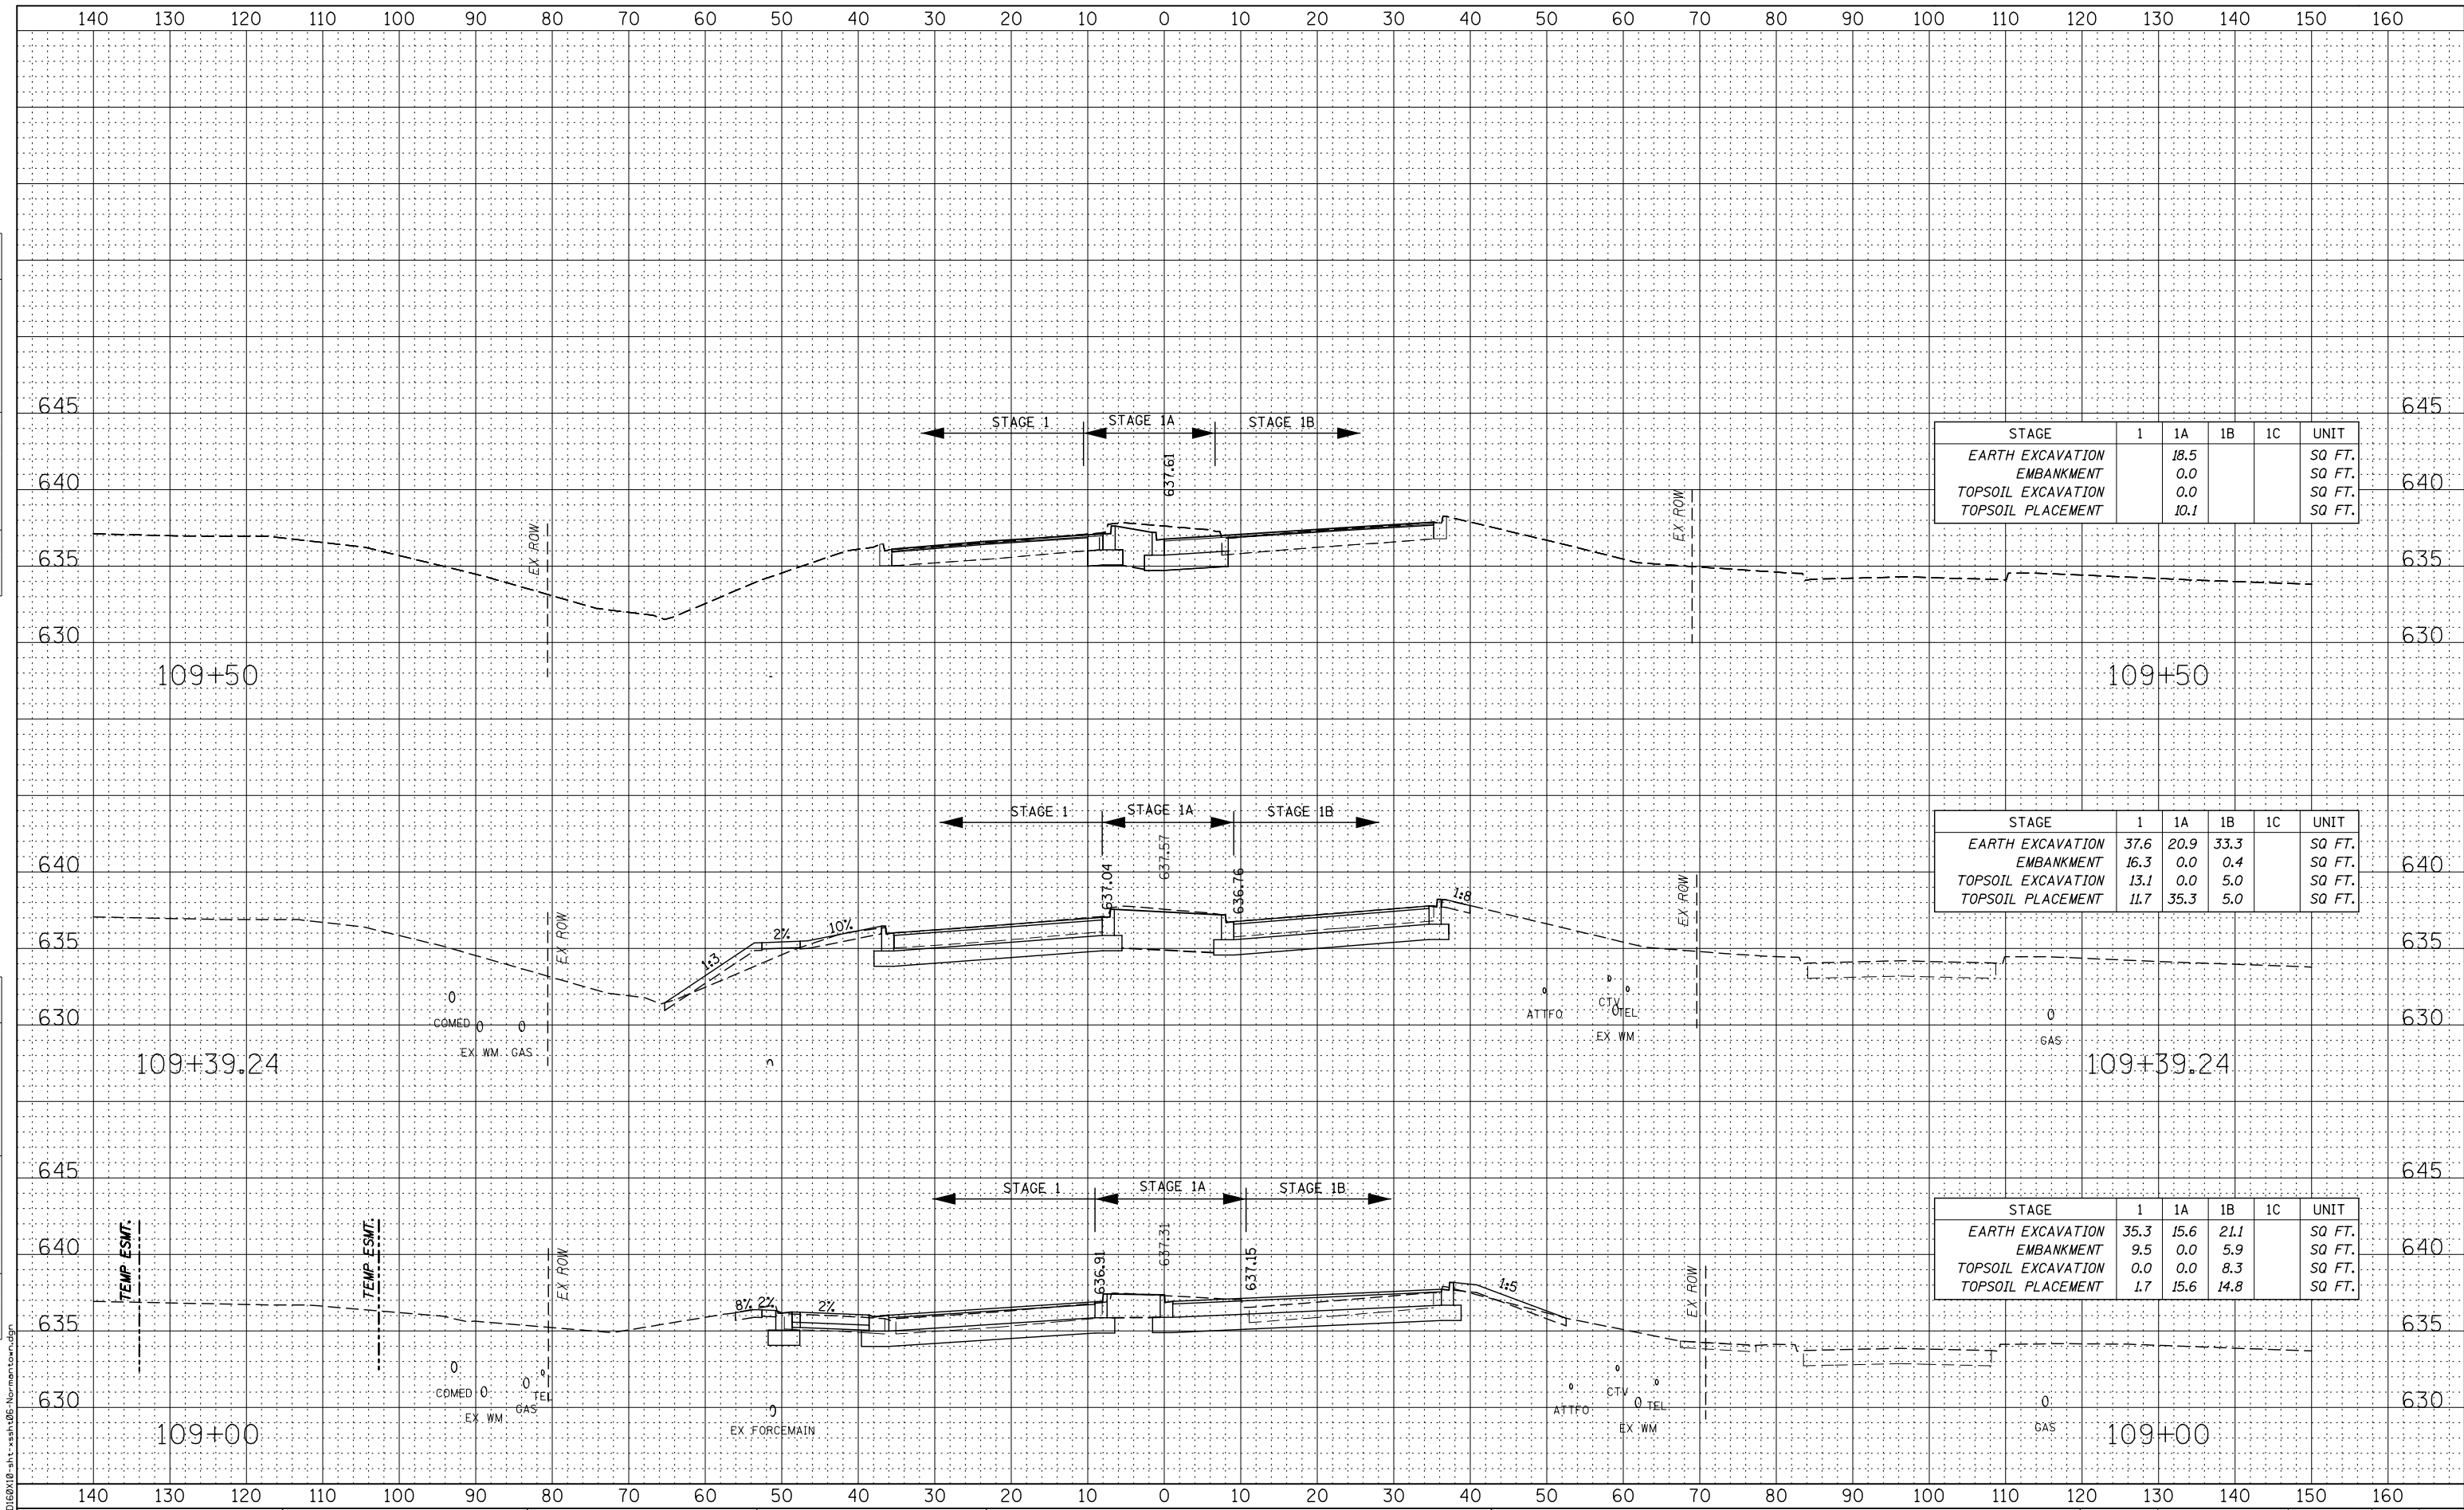 140 130 120 110 100 90 80 70 60 50 40 30 20 10 0 10 20 30 40 50 60 70 80 90 100 110 120 130 140 150 160
645 645
STAGE 1 STAGE 1A STAGE 1B
637.61
STAGE 1 1A 1B 1C UNIT
EARTH EXCAVATION 18.5 SQ FT.
EMBANKMENT 0.0 SQ FT.
TOPSOIL EXCAVATION 0.0 SQ FT.
TOPSOIL PLACEMENT 10.1 SQ FT.
640 640
EX ROW EX ROW
635 635
630 630
109+50 109+50
STAGE 1 STAGE 1A STAGE 1B
637.04 637.57 636.76
STAGE 1 1A 1B 1C UNIT
EARTH EXCAVATION 37.6 20.9 33.3 SQ FT.
EMBANKMENT 16.3 0.0 0.4 SQ FT.
TOPSOIL EXCAVATION 13.1 0.0 5.0 SQ FT.
TOPSOIL PLACEMENT 11.7 35.3 5.0 SQ FT.
640 640
EX ROW 1:3 2% 10% 1:8 EX ROW
635 635
COMED EX WM GAS ATTFO CTV TEL EX WM GAS
630 630
109+39.24 109+39.24
645 645
STAGE 1 STAGE 1A STAGE 1B
636.91 637.31 637.15
STAGE 1 1A 1B 1C UNIT
EARTH EXCAVATION 35.3 15.6 21.1 SQ FT.
EMBANKMENT 9.5 0.0 5.9 SQ FT.
TOPSOIL EXCAVATION 0.0 0.0 8.3 SQ FT.
TOPSOIL PLACEMENT 1.7 15.6 14.8 SQ FT.
640 640
TEMP ESMT. TEMP ESMT. EX ROW 8% 2% 2% 1:5 EX ROW
635 635
COMED EX WM GAS TEL EX FORCEMAIN ATTFO CTV TEL EX WM GAS
630 630
109+00 109+00
D160X10-sht-xssht06-Normantown.dgn
140 130 120 110 100 90 80 70 60 50 40 30 20 10 0 10 20 30 40 50 60 70 80 90 100 110 120 130 140 150 160